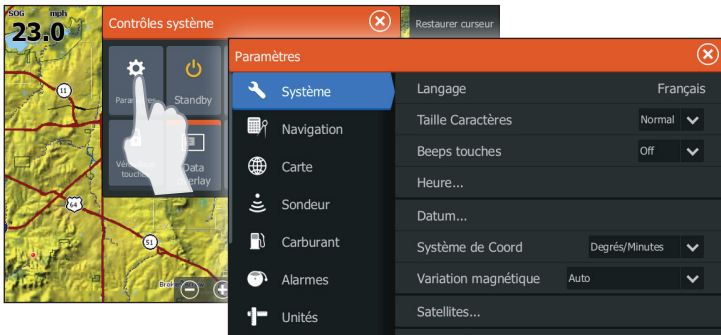 SOG mph
23.0
Contrôles système
Restaurer curseur
Standby
Data
overlay
11
64
51
Paramètres
Système
Navigation
Carte
Sondeur
Carburant
Alarmes
Unités
Langage Français
Taille Caractères Normal
Beeps touches Off
Heure...
Datum...
Système de Coord Degrés/Minutes
Variation magnétique Auto
Satellites...